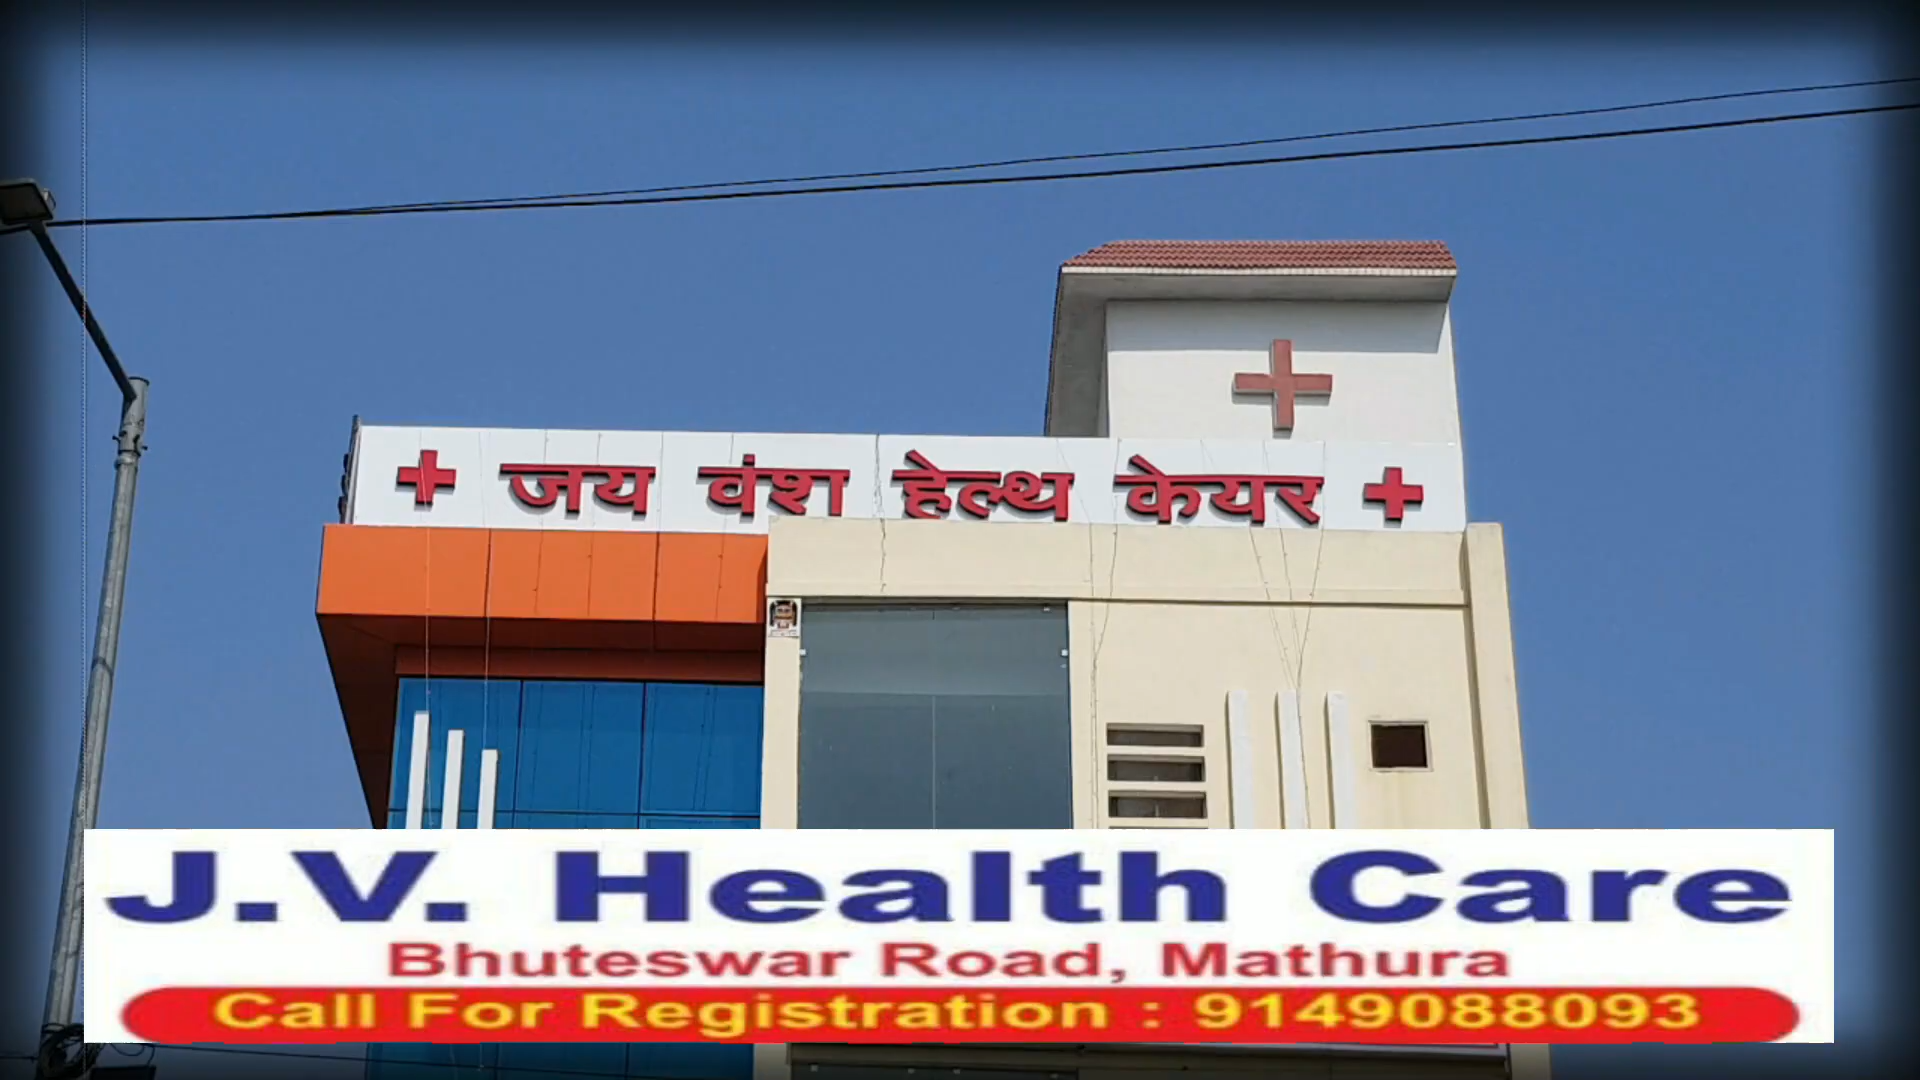 जय वंश हेल्थ केयर
J.V. Health Care
Bhuteswar Road, Mathura
Call For Registration : 9149088093